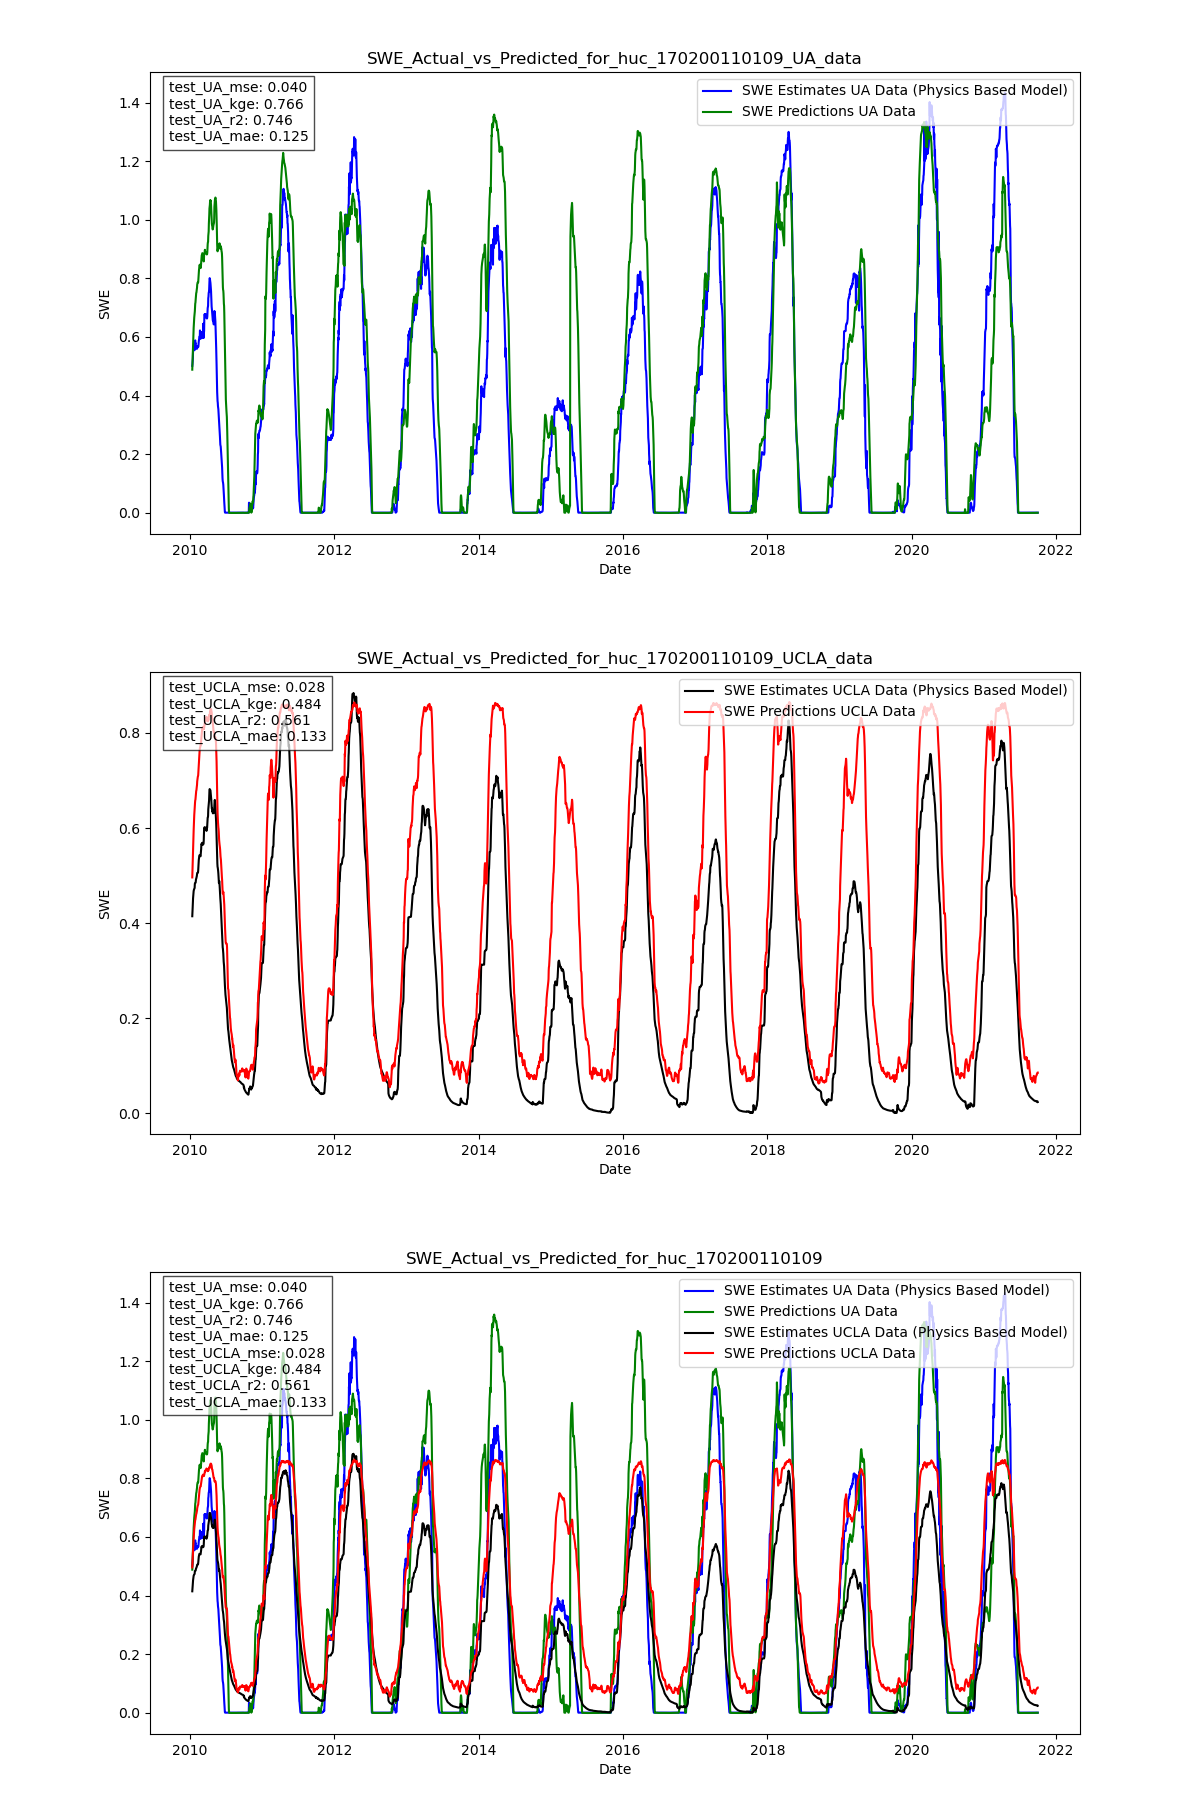 SWE_Actual_vs_Predicted_for_huc_170200110109_UA_data
test_UA_mse: 0.040
test_UA_kge: 0.766
test_UA_r2: 0.746
test_UA_mae: 0.125
SWE Estimates UA Data (Physics Based Model)
SWE Predictions UA Data
1.4
1.2
1.0
0.8
0.6
0.4
0.2
0.0
SWE
2010 2012 2014 2016 2018 2020 2022
Date
SWE_Actual_vs_Predicted_for_huc_170200110109_UCLA_data
test_UCLA_mse: 0.028
test_UCLA_kge: 0.484
test_UCLA_r2: 0.561
test_UCLA_mae: 0.133
SWE Estimates UCLA Data (Physics Based Model)
SWE Predictions UCLA Data
0.8
0.6
0.4
0.2
0.0
SWE
2010 2012 2014 2016 2018 2020 2022
Date
SWE_Actual_vs_Predicted_for_huc_170200110109
test_UA_mse: 0.040
test_UA_kge: 0.766
test_UA_r2: 0.746
test_UA_mae: 0.125
test_UCLA_mse: 0.028
test_UCLA_kge: 0.484
test_UCLA_r2: 0.561
test_UCLA_mae: 0.133
SWE Estimates UA Data (Physics Based Model)
SWE Predictions UA Data
SWE Estimates UCLA Data (Physics Based Model)
SWE Predictions UCLA Data
1.4
1.2
1.0
0.8
0.6
0.4
0.2
0.0
SWE
2010 2012 2014 2016 2018 2020 2022
Date